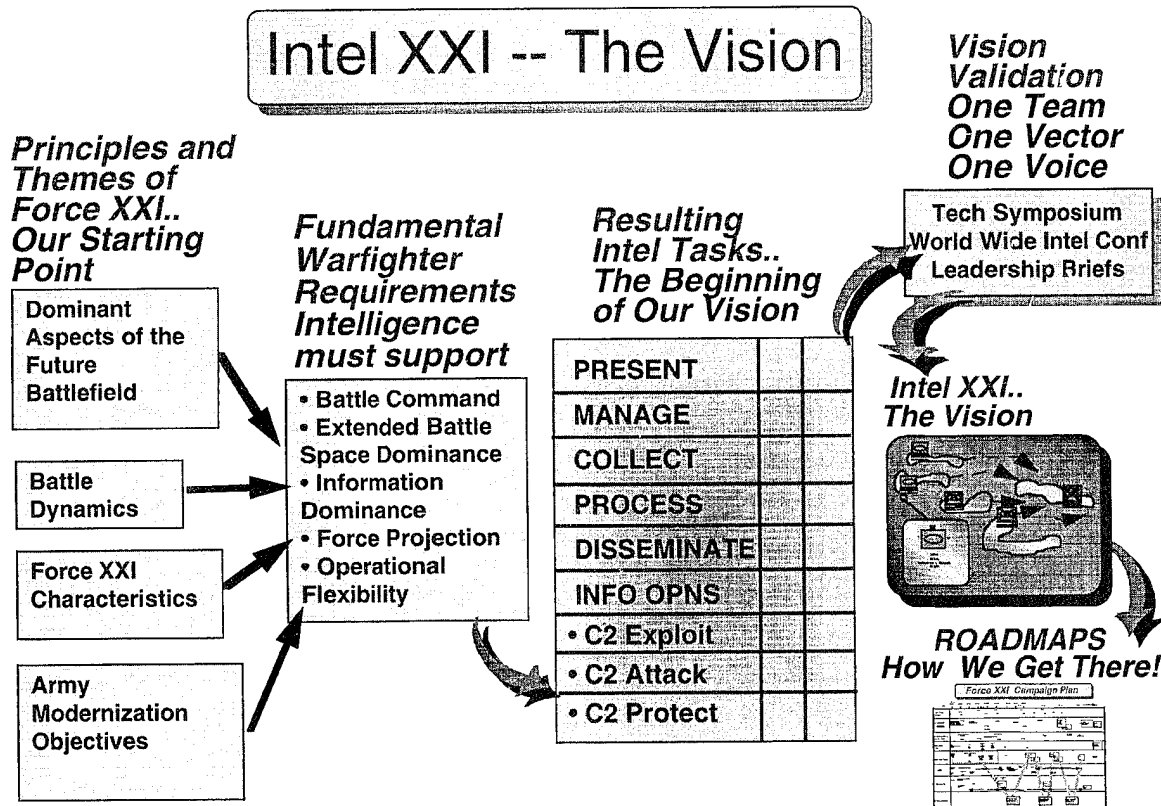 Intel XXI -- The Vision
Principles and
Themes of
Force XXI..
Our Starting
Point
Dominant
Aspects of the
Future
Battlefield
Battle
Dynamics
Force XXI
Characteristics
Army
Modernization
Objectives
Fundamental
Warfighter
Requirements
Intelligence
must support
• Battle Command
• Extended Battle
Space Dominance
• Information
Dominance
• Force Projection
• Operational
Flexibility
Resulting
Intel Tasks..
The Beginning
of Our Vision
PRESENT
MANAGE
COLLECT
PROCESS
DISSEMINATE
INFO OPNS
• C2 Exploit
• C2 Attack
• C2 Protect
Vision
Validation
One Team
One Vector
One Voice
Tech Symposium
World Wide Intel Conf
Leadership Briefs
Intel XXI..
The Vision
ROADMAPS
How We Get There!
Force XXI Campaign Plan